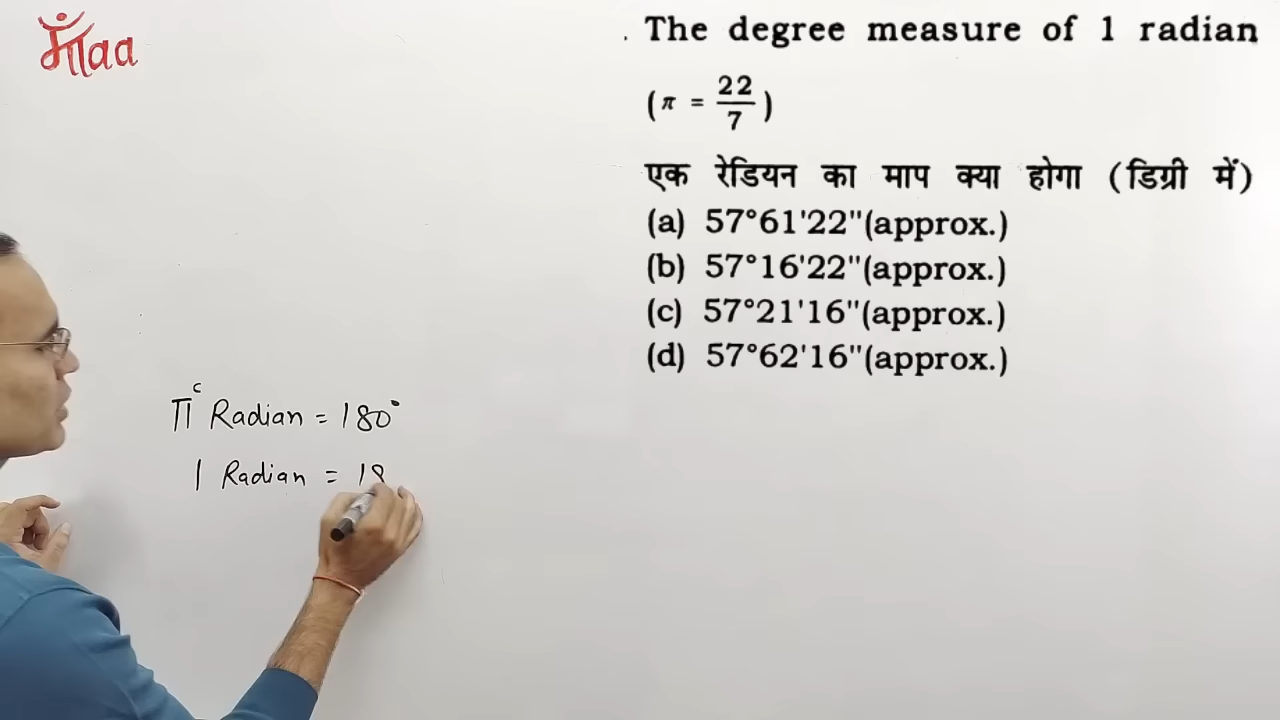 माँaa
. The degree measure of 1 radian
(π = 22/7)
एक रेडियन का माप क्या होगा (डिग्री में)
(a) 57°61'22"(approx.)
(b) 57°16'22"(approx.)
(c) 57°21'16"(approx.)
(d) 57°62'16"(approx.)
π^c Radian = 180°
1 Radian = 18